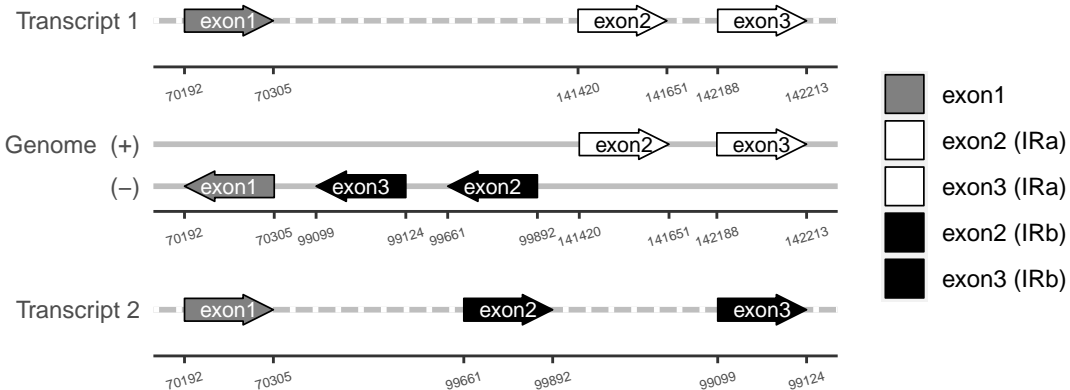 Transcript 1 exon1 exon2 exon3
70192 70305 141420 141651 142188 142213
Genome (+) exon2 exon3
(−) exon1 exon3 exon2
70192 70305 99099 99124 99661 99892 141420 141651 142188 142213
Transcript 2 exon1 exon2 exon3
70192 70305 99661 99892 99099 99124
exon1
exon2 (IRa)
exon3 (IRa)
exon2 (IRb)
exon3 (IRb)